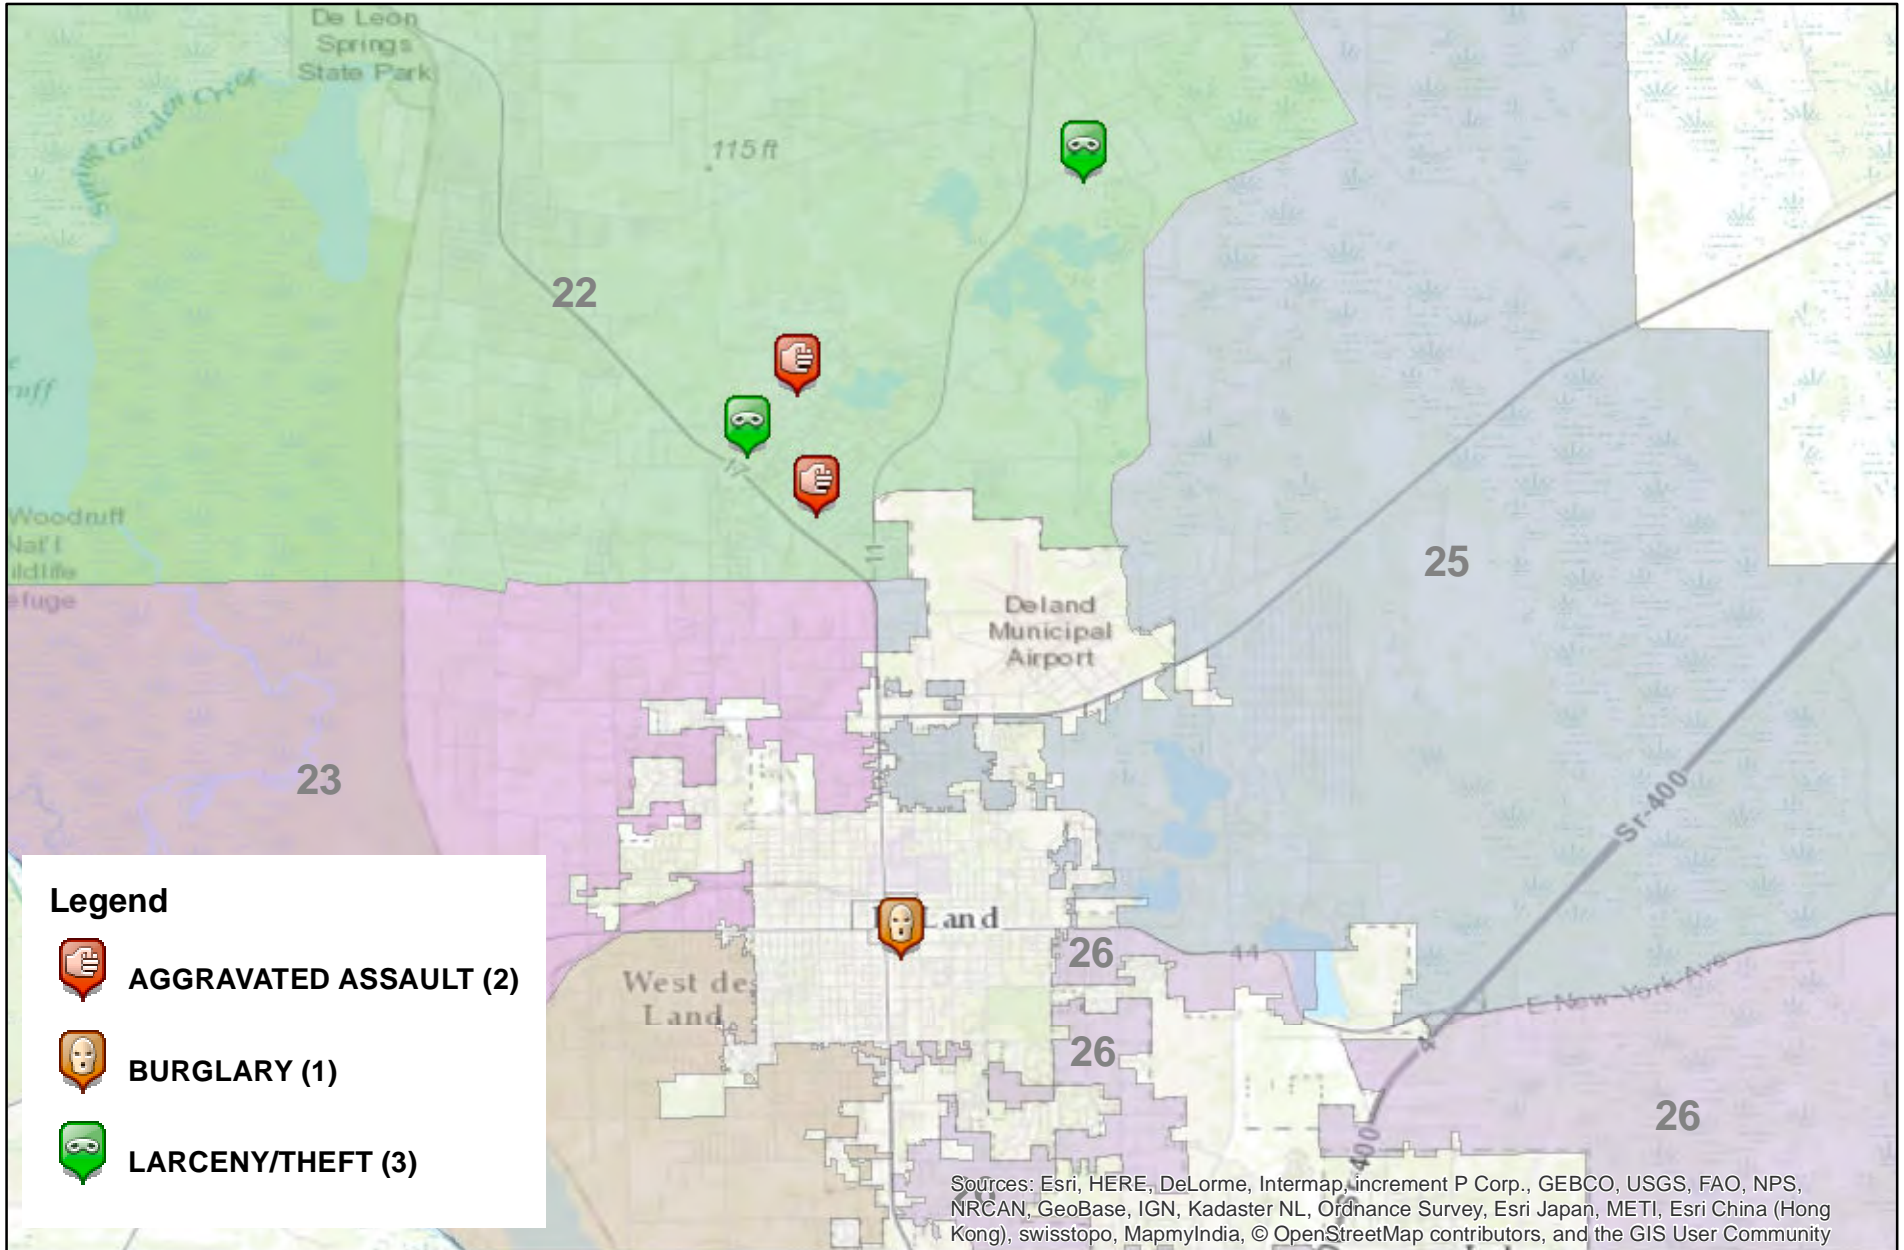 De Leon
Springs
State Park
Spring Garden Creek
115 ft
22
17
Woodruff
Nat'l
efuge
11
25
Deland
Municipal
Airport
23
Sr-400
Land
26
44
West de
Land
26
E New York Ave
4
26
Sr-400
Legend
AGGRAVATED ASSAULT (2)
BURGLARY (1)
LARCENY/THEFT (3)
Sources: Esri, HERE, DeLorme, Intermap, increment P Corp., GEBCO, USGS, FAO, NPS,
NRCAN, GeoBase, IGN, Kadaster NL, Ordnance Survey, Esri Japan, METI, Esri China (Hong
Kong), swisstopo, MapmyIndia, © OpenStreetMap contributors, and the GIS User Community